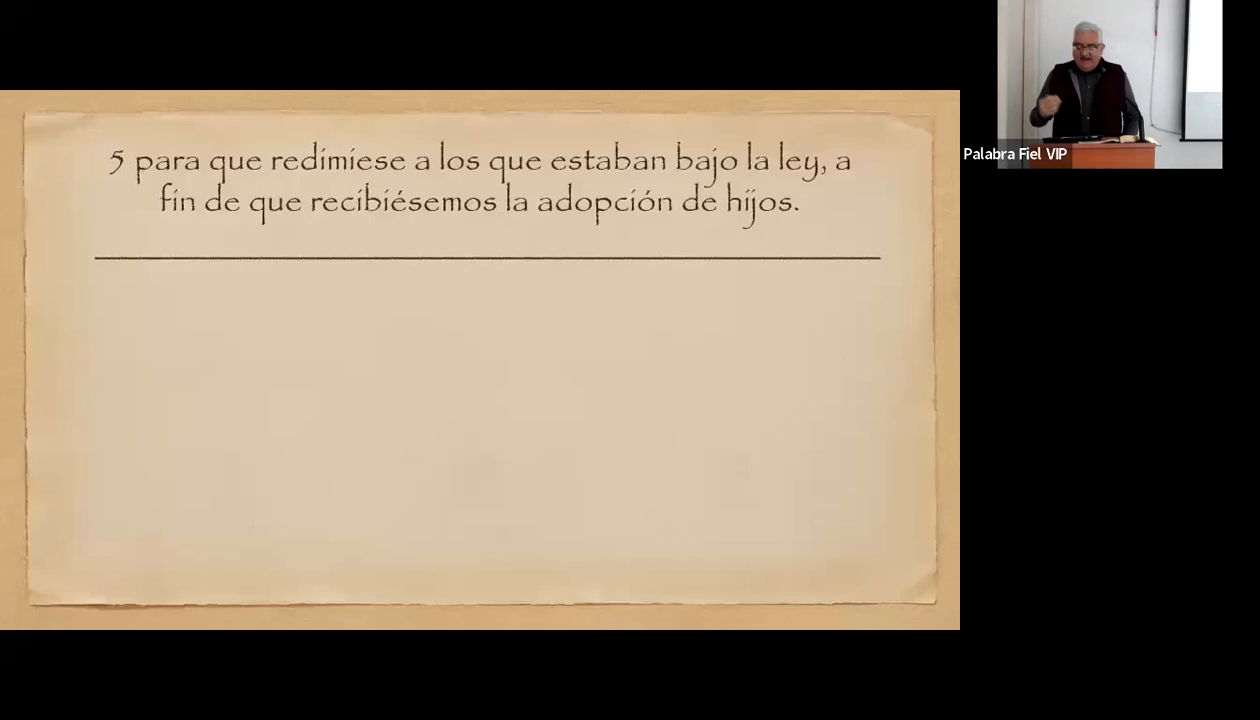 5 para que redimiese a los que estaban bajo la ley, a
fin de que recibiésemos la adopción de hijos.
Palabra Fiel VIP